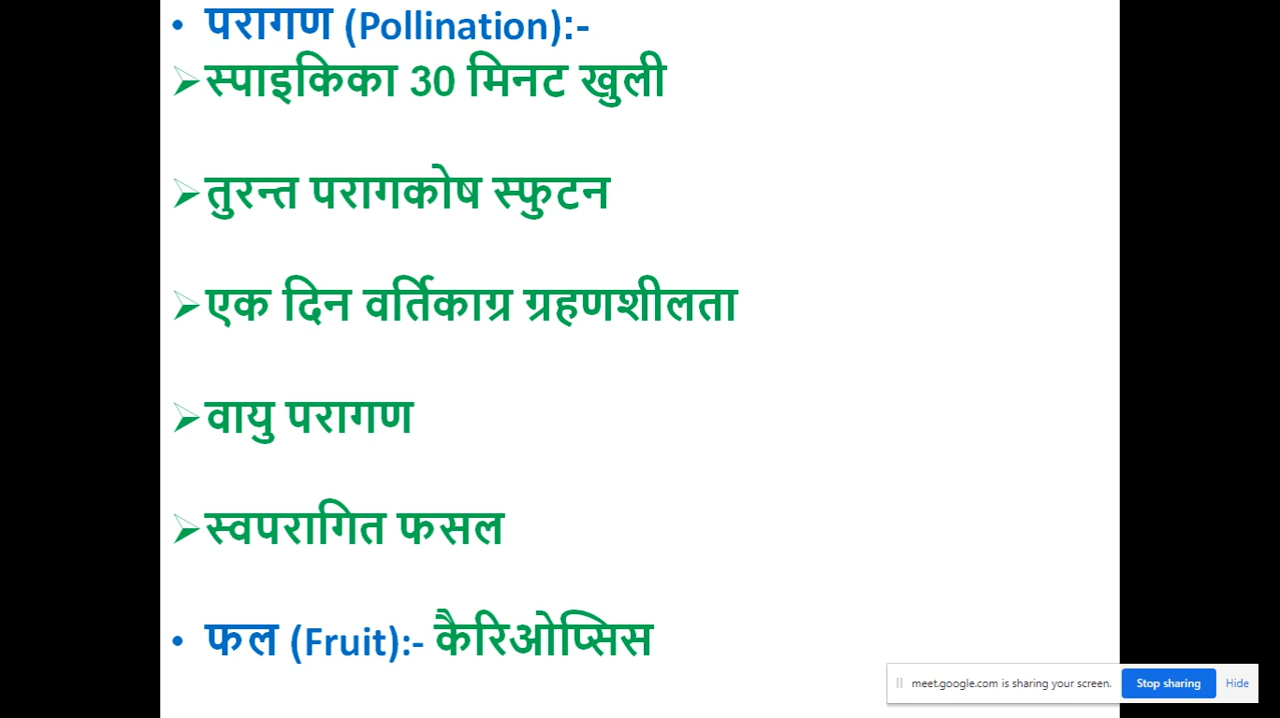 • परागण (Pollination):-
➢स्पाइकिका 30 मिनट खुली
➢तुरन्त परागकोष स्फुटन
➢एक दिन वर्तिकाग्र ग्रहणशीलता
➢वायु परागण
➢स्वपरागित फसल
• फल (Fruit):- कैरिओप्सिस
meet.google.com is sharing your screen. Stop sharing Hide